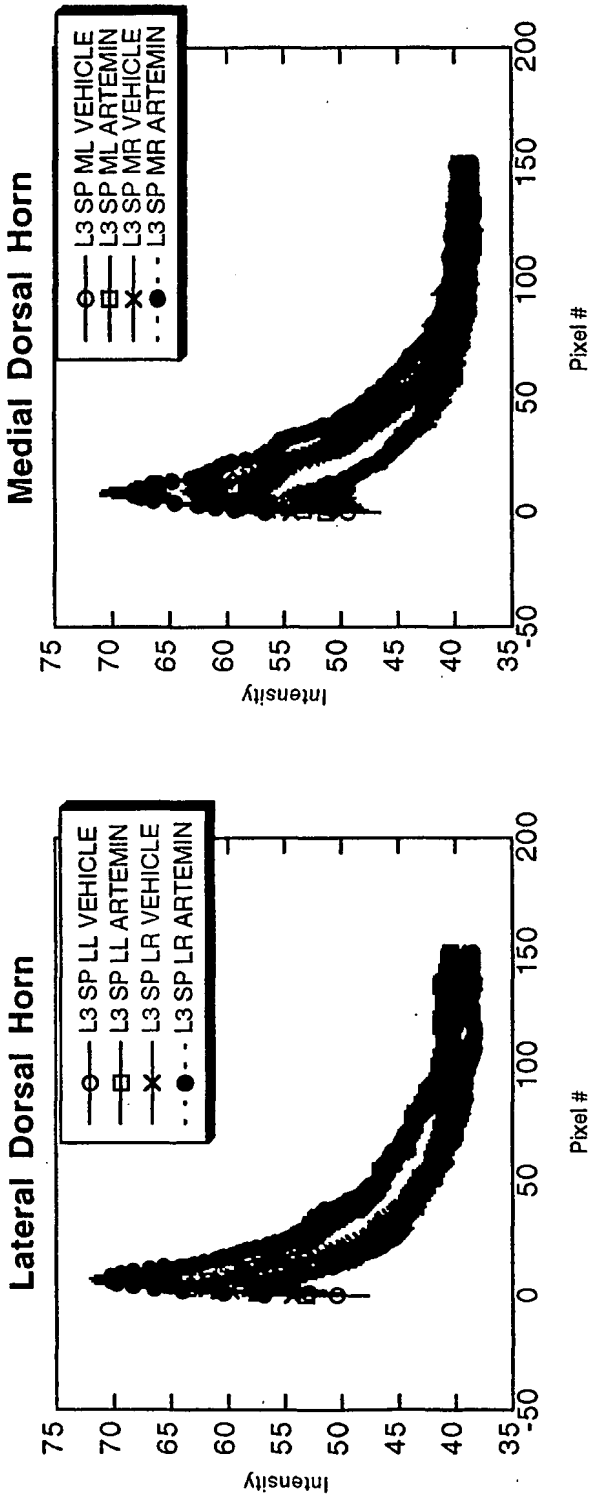 Lateral Dorsal Horn
L3 SP LL VEHICLE
L3 SP LL ARTEMIN
L3 SP LR VEHICLE
L3 SP LR ARTEMIN
Intensity
75
70
65
60
55
50
45
40
35
-50
0
50
100
150
200
Pixel #
Medial Dorsal Horn
L3 SP ML VEHICLE
L3 SP ML ARTEMIN
L3 SP MR VEHICLE
L3 SP MR ARTEMIN
Intensity
75
70
65
60
55
50
45
40
35
-50
0
50
100
150
200
Pixel #